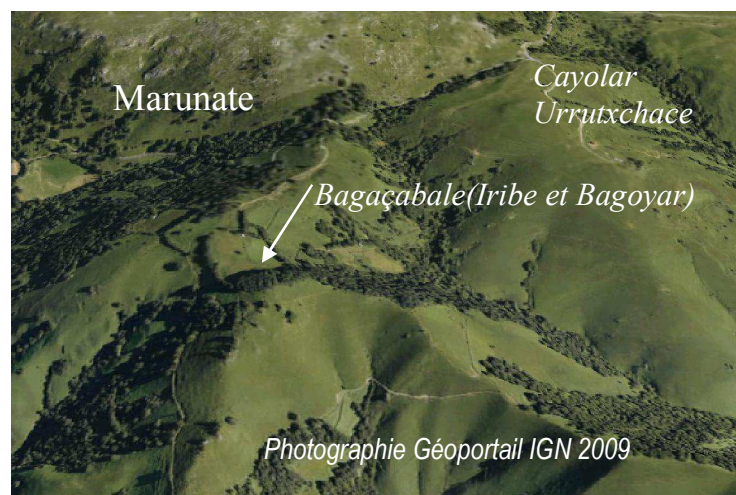 Marunate
Cayolar
Urrutxchace
Bagaçabale(Iribe et Bagoyar)
Photographie Géoportail IGN 2009